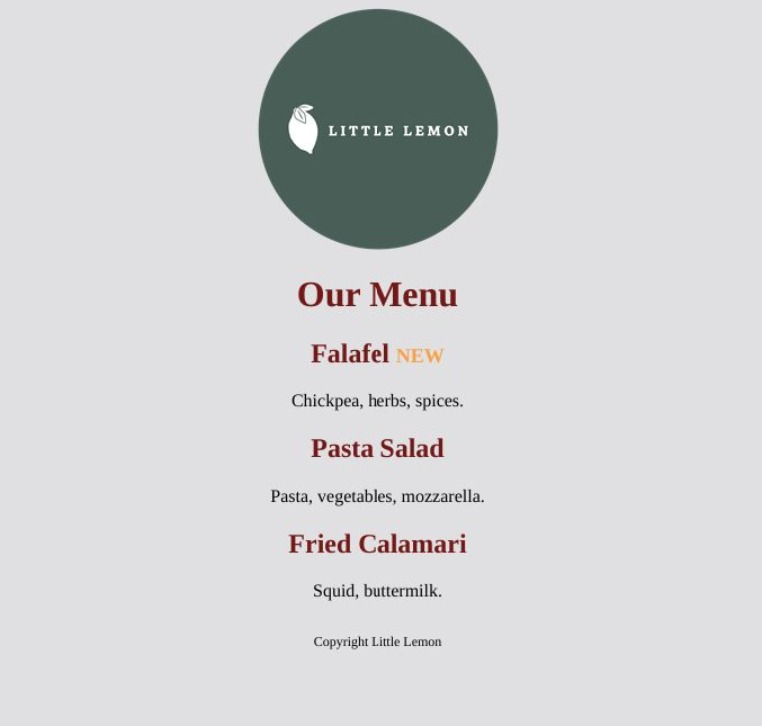 LITTLE LEMON
Our Menu
Falafel NEW
Chickpea, herbs, spices.
Pasta Salad
Pasta, vegetables, mozzarella.
Fried Calamari
Squid, buttermilk.
Copyright Little Lemon